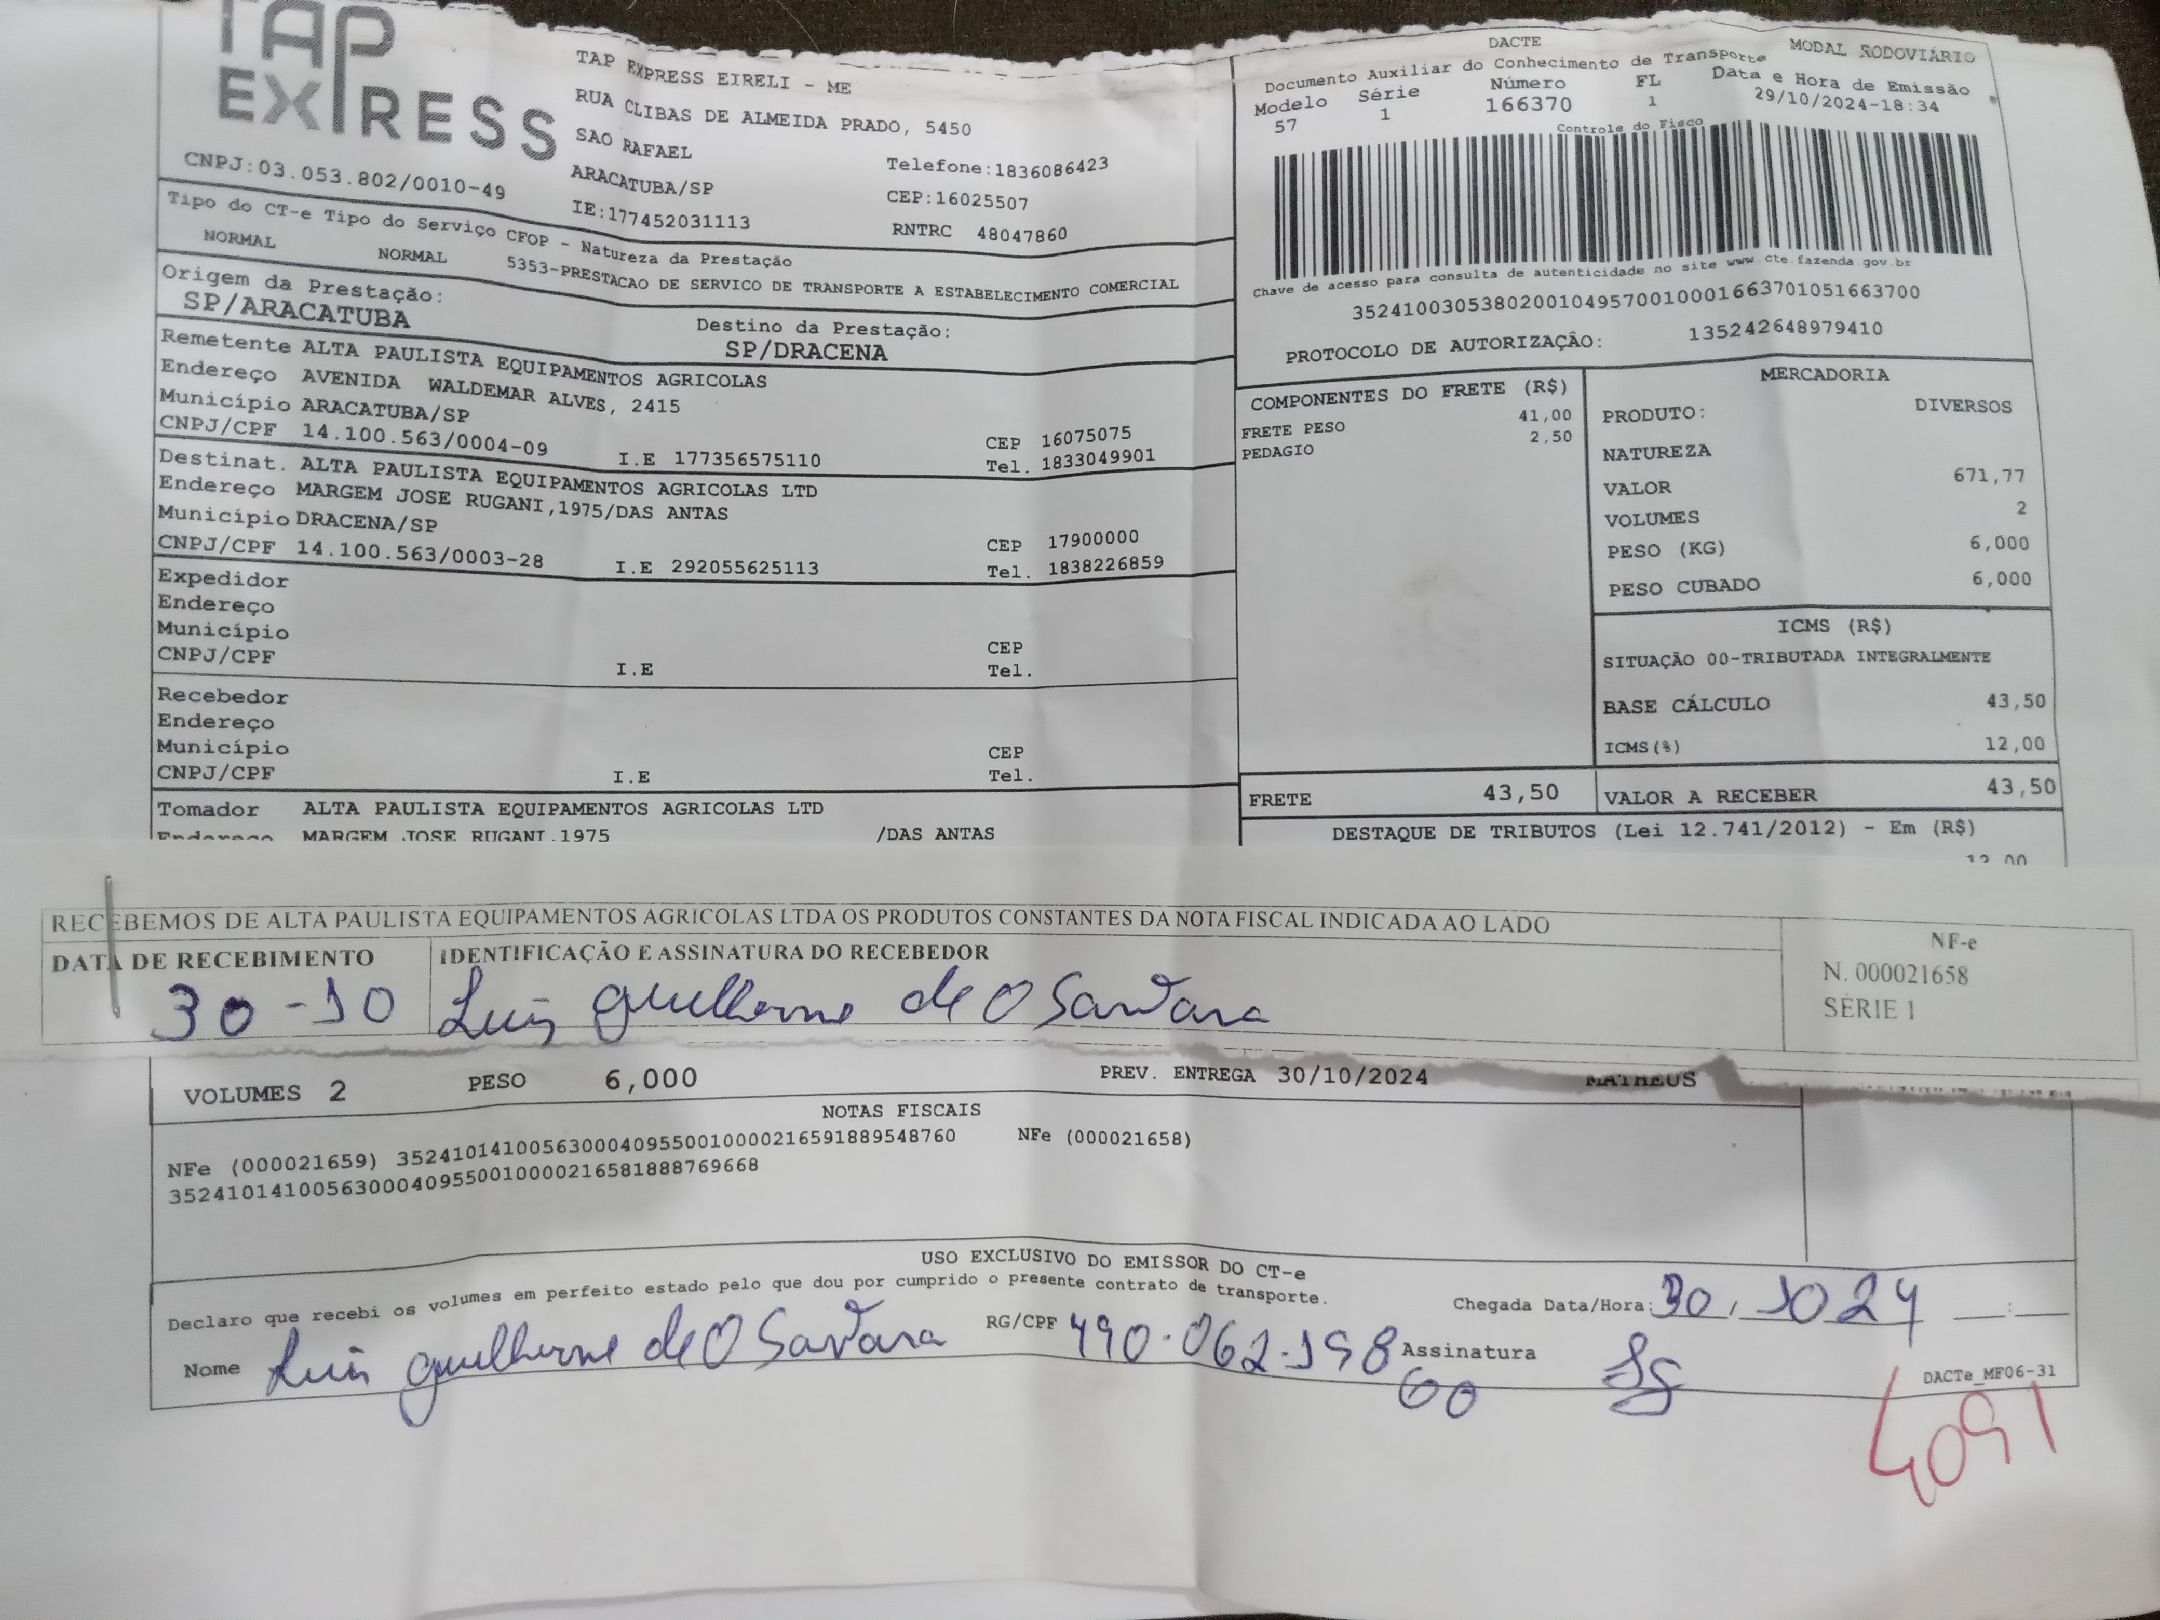 TAP EXPRESS
TAP EXPRESS EIRELI - ME
RUA CLIBAS DE ALMEIDA PRADO, 5450
SAO RAFAEL
ARACATUBA/SP
Telefone:1836086423
CEP:16025507
CNPJ:03.053.802/0010-49
IE:177452031113
RNTRC 48047860
DACTE
MODAL RODOVIÁRIO
Documento Auxiliar do Conhecimento de Transporte
Modelo Série Número FL Data e Hora de Emissão
57 1 166370 1 29/10/2024-18:34
Controle do Fisco
Chave de acesso para consulta de autenticidade no site www.cte.fazenda.gov.br
35241003053802001049570010001663701051663700
PROTOCOLO DE AUTORIZAÇÃO: 135242648979410
Tipo do CT-e Tipo do Serviço CFOP - Natureza da Prestação
NORMAL NORMAL 5353-PRESTACAO DE SERVICO DE TRANSPORTE A ESTABELECIMENTO COMERCIAL
Origem da Prestação:
SP/ARACATUBA
Destino da Prestação:
SP/DRACENA
Remetente ALTA PAULISTA EQUIPAMENTOS AGRICOLAS
Endereço AVENIDA WALDEMAR ALVES, 2415
Município ARACATUBA/SP CEP 16075075
CNPJ/CPF 14.100.563/0004-09 I.E 177356575110 Tel. 1833049901
Destinat. ALTA PAULISTA EQUIPAMENTOS AGRICOLAS LTD
Endereço MARGEM JOSE RUGANI,1975/DAS ANTAS
Município DRACENA/SP CEP 17900000
CNPJ/CPF 14.100.563/0003-28 I.E 292055625113 Tel. 1838226859
Expedidor
Endereço
Município CEP
CNPJ/CPF I.E Tel.
Recebedor
Endereço
Município CEP
CNPJ/CPF I.E Tel.
Tomador ALTA PAULISTA EQUIPAMENTOS AGRICOLAS LTD
Endereço MARGEM JOSE RUGANI,1975 /DAS ANTAS
COMPONENTES DO FRETE (R$)
FRETE PESO 41,00
PEDAGIO 2,50
MERCADORIA
PRODUTO: DIVERSOS
NATUREZA
VALOR 671,77
VOLUMES 2
PESO (KG) 6,000
PESO CUBADO 6,000
ICMS (R$)
SITUAÇÃO 00-TRIBUTADA INTEGRALMENTE
BASE CÁLCULO 43,50
ICMS(%) 12,00
FRETE 43,50 VALOR A RECEBER 43,50
DESTAQUE DE TRIBUTOS (Lei 12.741/2012) - Em (R$)
12,00
RECEBEMOS DE ALTA PAULISTA EQUIPAMENTOS AGRICOLAS LTDA OS PRODUTOS CONSTANTES DA NOTA FISCAL INDICADA AO LADO
DATA DE RECEBIMENTO IDENTIFICAÇÃO E ASSINATURA DO RECEBEDOR
30-10 Luis Guilherme de O Santana
NF-e
N. 000021658
SÉRIE 1
VOLUMES 2 PESO 6,000 PREV. ENTREGA 30/10/2024 MATHEUS
NOTAS FISCAIS
NFe (000021659) 35241014100563000409550010000216591889548760 NFe (000021658)
35241014100563000409550010000216581888769668
USO EXCLUSIVO DO EMISSOR DO CT-e
Declaro que recebi os volumes em perfeito estado pelo que dou por cumprido o presente contrato de transporte.
Chegada Data/Hora: 30/10 24 __:__
Nome Luis Guilherme de O Santana RG/CPF 490.062.198 60 Assinatura
DACTe_MF06-31
4091